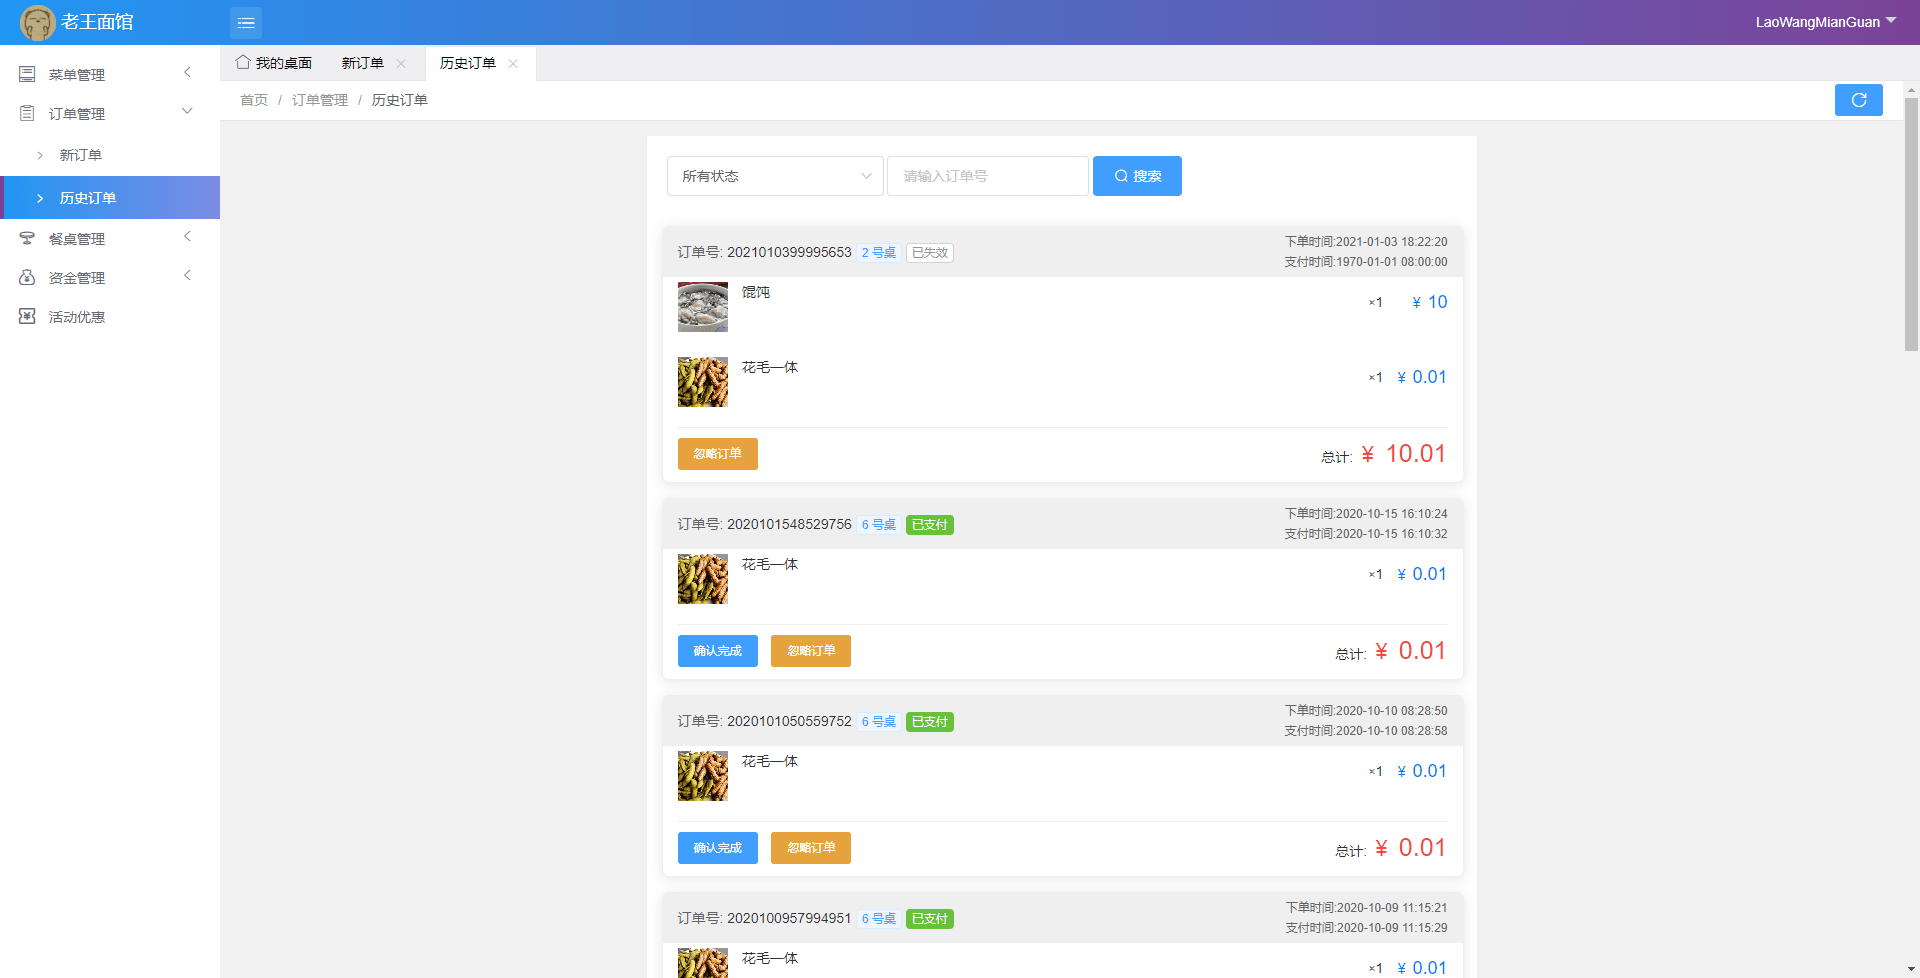 老王面馆
LaoWangMianGuan
菜单管理
订单管理
新订单
历史订单
餐桌管理
资金管理
活动优惠
我的桌面 新订单 历史订单
首页 / 订单管理 / 历史订单
所有状态 请输入订单号 搜索
订单号: 2021010399995653 2 号桌 已失效
下单时间:2021-01-03 18:22:20
支付时间:1970-01-01 08:00:00
馄饨 ×1 ¥ 10
花毛一体 ×1 ¥ 0.01
忽略订单 总计: ¥ 10.01
订单号: 2020101548529756 6 号桌 已支付
下单时间:2020-10-15 16:10:24
支付时间:2020-10-15 16:10:32
花毛一体 ×1 ¥ 0.01
确认完成 忽略订单 总计: ¥ 0.01
订单号: 2020101050559752 6 号桌 已支付
下单时间:2020-10-10 08:28:50
支付时间:2020-10-10 08:28:58
花毛一体 ×1 ¥ 0.01
确认完成 忽略订单 总计: ¥ 0.01
订单号: 2020100957994951 6 号桌 已支付
下单时间:2020-10-09 11:15:21
支付时间:2020-10-09 11:15:29
花毛一体 ×1 ¥ 0.01